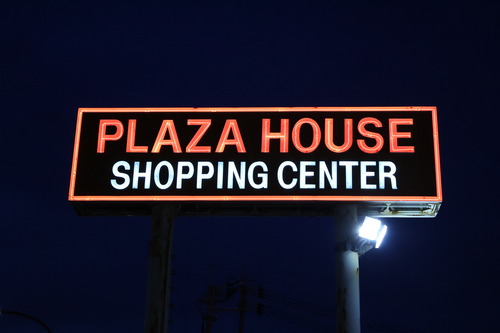 PLAZA HOUSE
SHOPPING CENTER